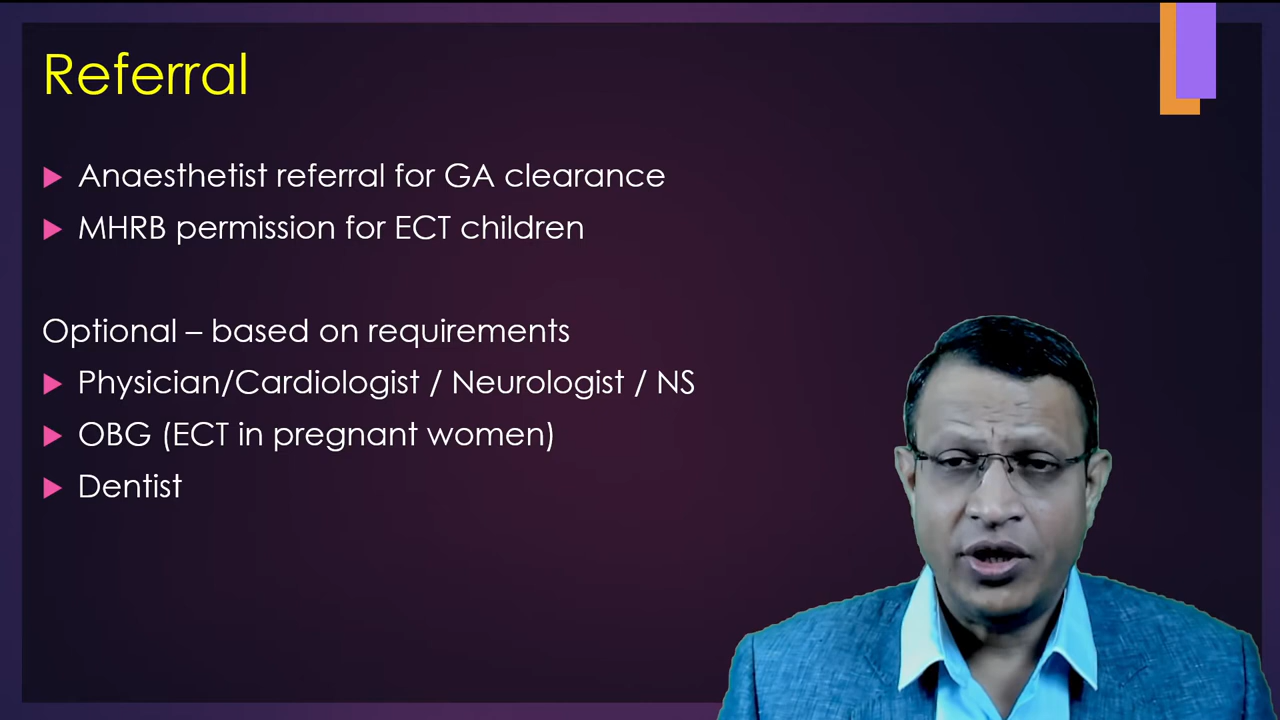 Referral
Anaesthetist referral for GA clearance
MHRB permission for ECT children
Optional – based on requirements
Physician/Cardiologist / Neurologist / NS
OBG (ECT in pregnant women)
Dentist